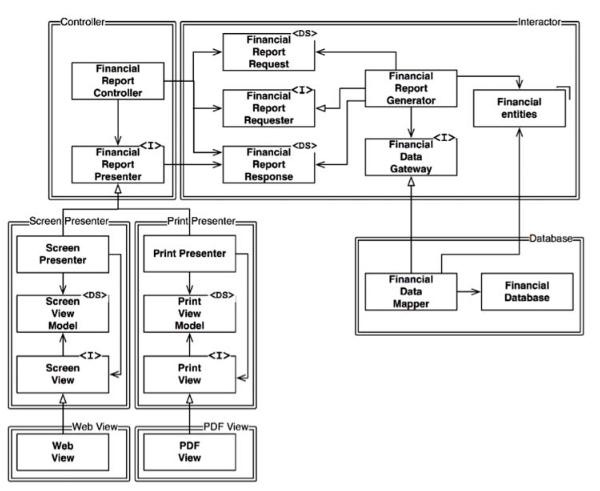 Controller
Financial
Report
Controller
<I>
Financial
Report
Presenter
Interactor
<DS>
Financial
Report
Request
<I>
Financial
Report
Requester
<DS>
Financial
Report
Response
Financial
Report
Generator
<I>
Financial
Data
Gateway
Financial
entities
Screen Presenter
Screen
Presenter
<DS>
Screen
View
Model
<I>
Screen
View
Print Presenter
Print Presenter
<DS>
Print
View
Model
<I>
Print
View
Database
Financial
Data
Mapper
Financial
Database
Web View
Web
View
PDF View
PDF
View